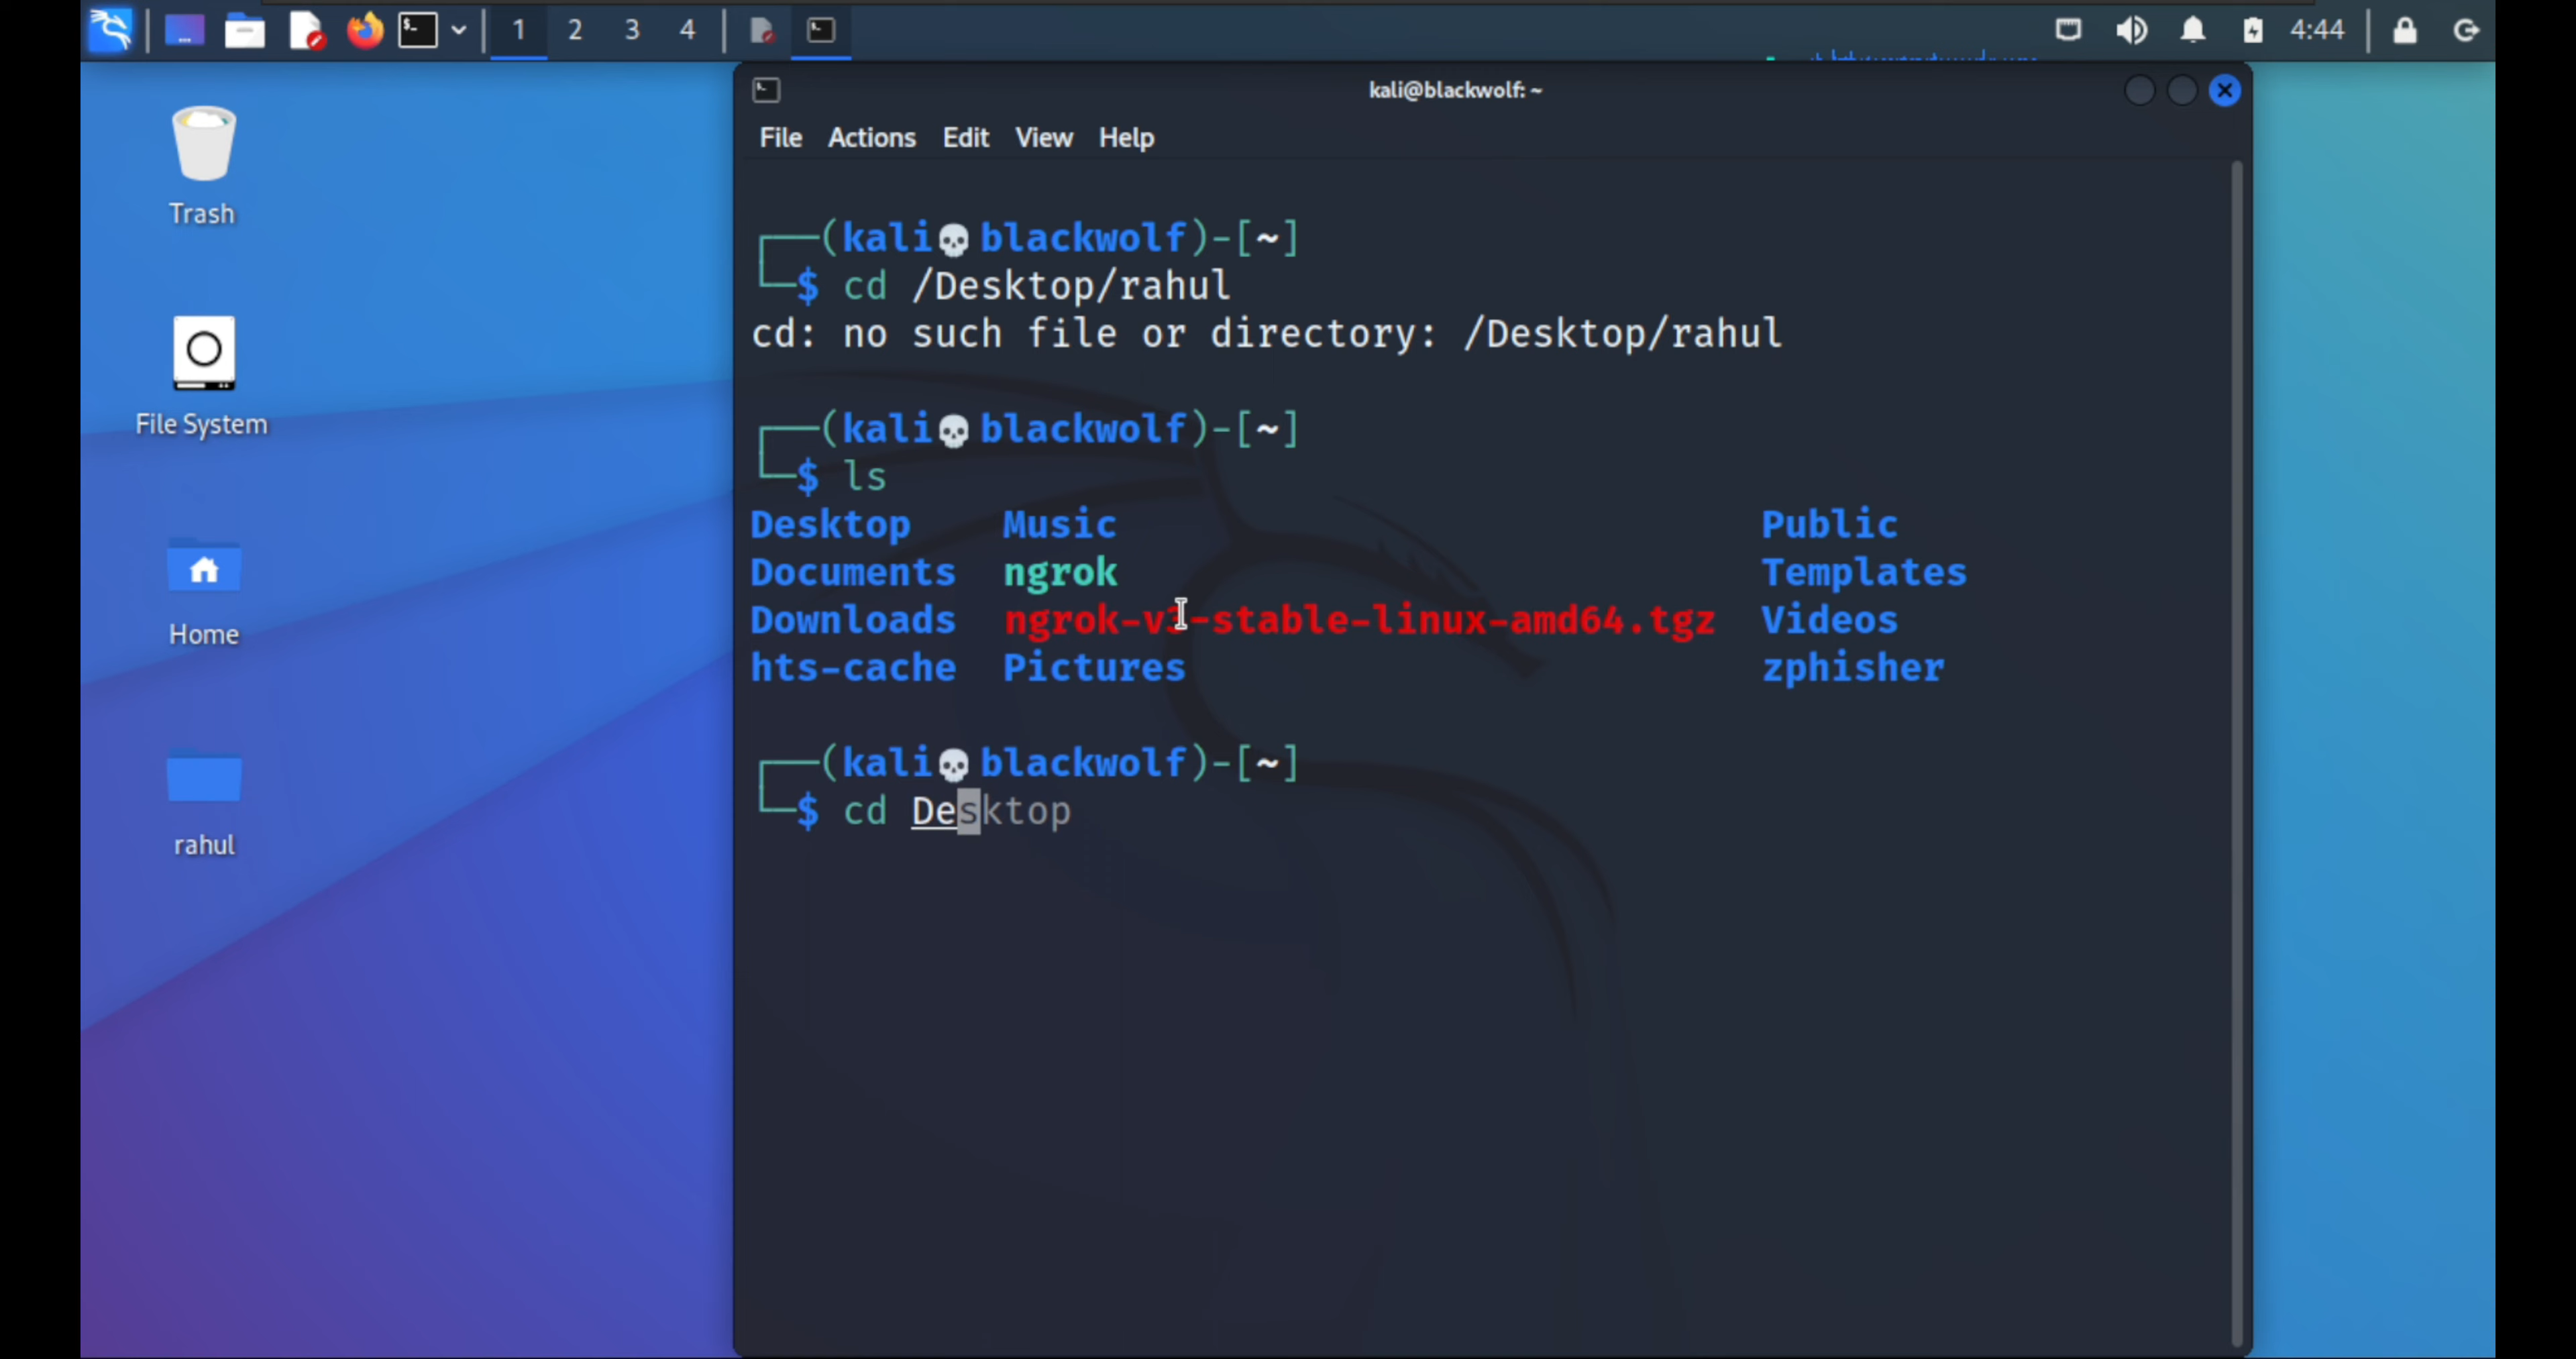 1 2 3 4 4:44
kali@blackwolf: ~
File Actions Edit View Help
Trash
File System
Home
rahul
┌──(kali💀blackwolf)-[~]
└─$ cd /Desktop/rahul
cd: no such file or directory: /Desktop/rahul
┌──(kali💀blackwolf)-[~]
└─$ ls
Desktop Music Public
Documents ngrok Templates
Downloads ngrok-v3-stable-linux-amd64.tgz Videos
hts-cache Pictures zphisher
┌──(kali💀blackwolf)-[~]
└─$ cd Desktop